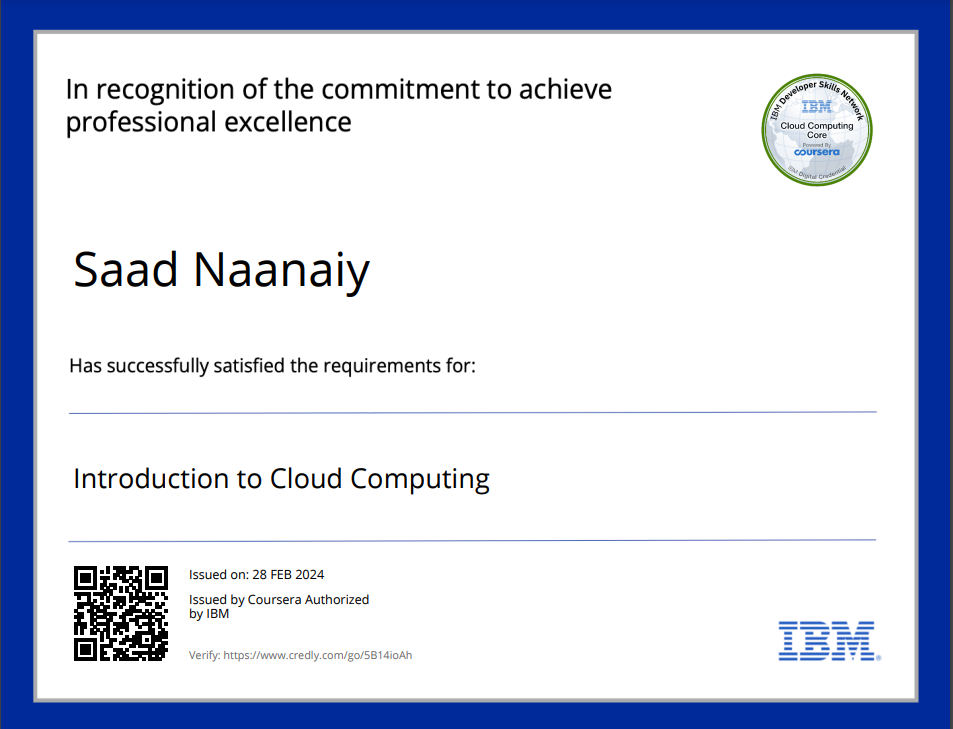 In recognition of the commitment to achieve
professional excellence
IBM Developer Skills Network
IBM
Cloud Computing
Core
Powered By
coursera
IBM Digital Credential
Saad Naanaiy
Has successfully satisfied the requirements for:
Introduction to Cloud Computing
Issued on: 28 FEB 2024
Issued by Coursera Authorized
by IBM
Verify: https://www.credly.com/go/5B14ioAh
IBM®